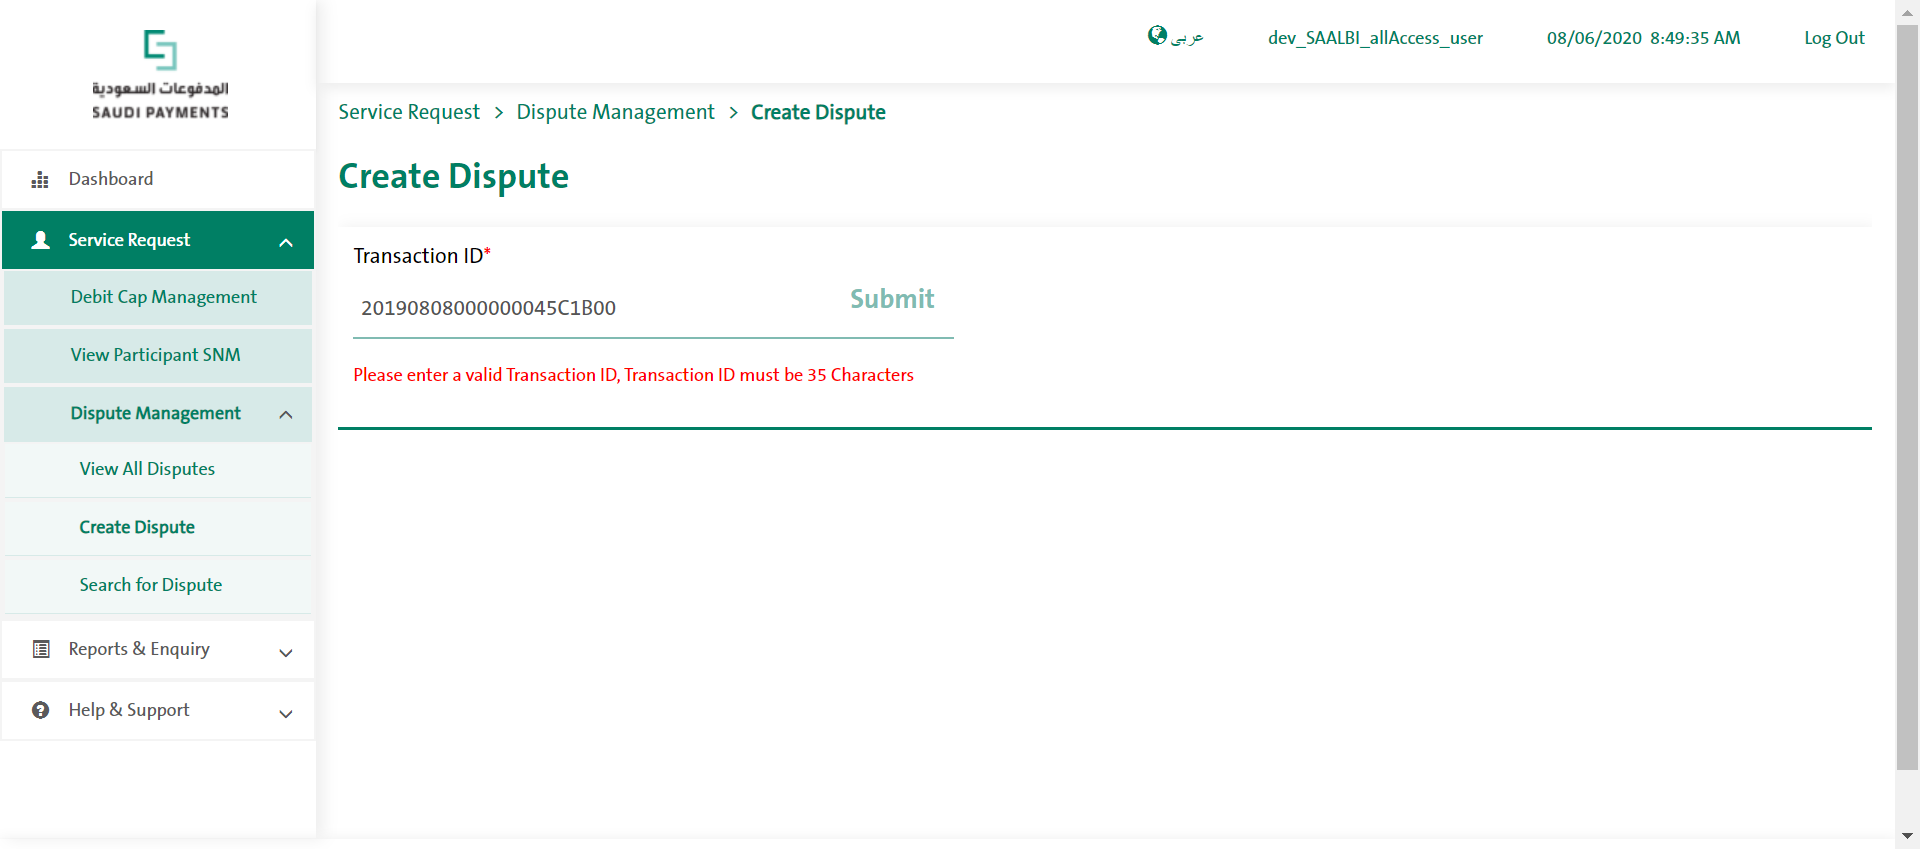 المدفوعات السعودية
SAUDI PAYMENTS
عربي
dev_SAALBI_allAccess_user
08/06/2020 8:49:35 AM
Log Out
Service Request > Dispute Management > Create Dispute
Create Dispute
Dashboard
Service Request
Debit Cap Management
View Participant SNM
Dispute Management
View All Disputes
Create Dispute
Search for Dispute
Reports & Enquiry
Help & Support
Transaction ID*
20190808000000045C1B00
Submit
Please enter a valid Transaction ID, Transaction ID must be 35 Characters